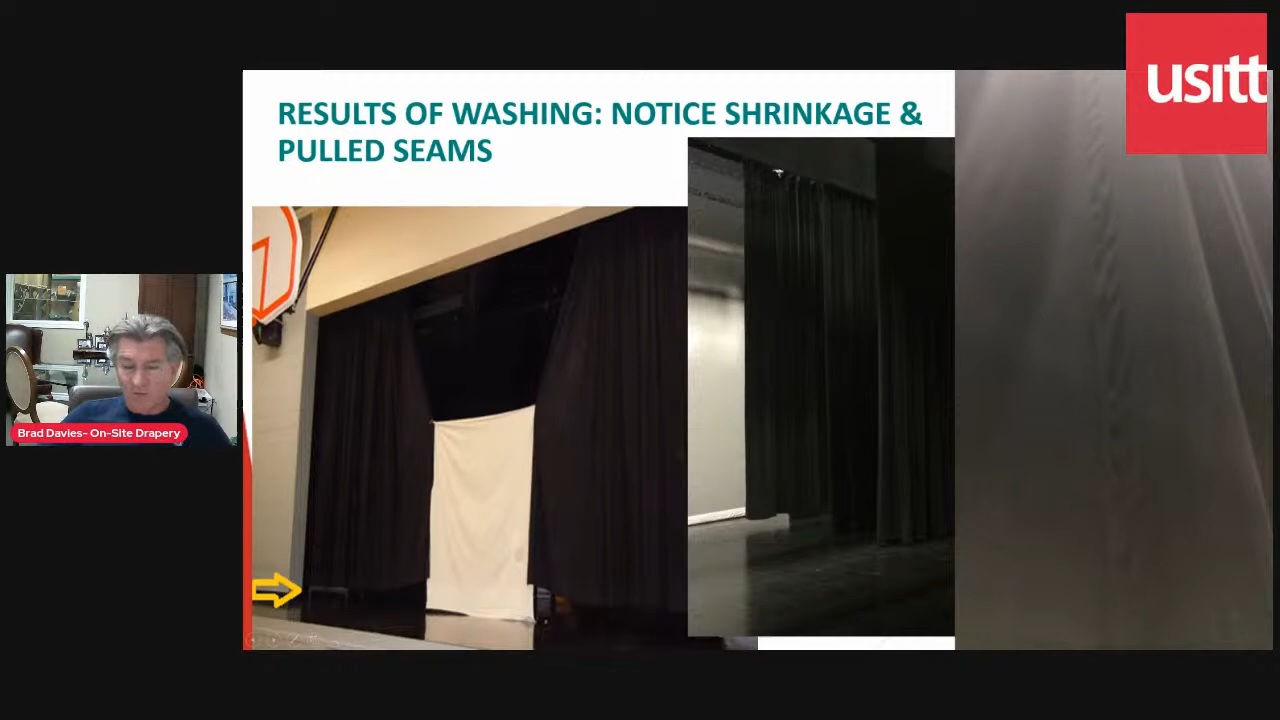 usitt
RESULTS OF WASHING: NOTICE SHRINKAGE &
PULLED SEAMS
Brad Davies- On-Site Drapery